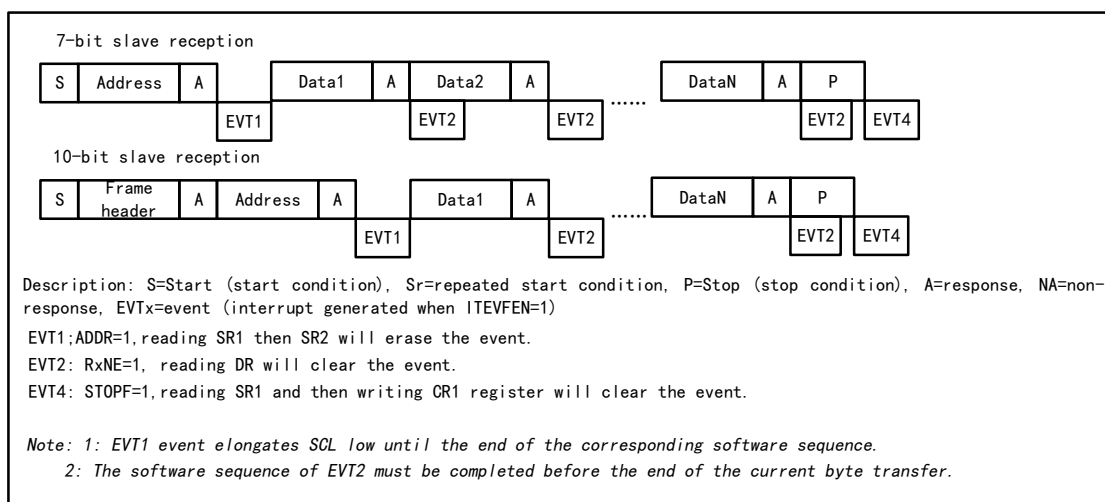 7-bit slave reception
S Address A Data1 A Data2 A ...... DataN A P
EVT1 EVT2 EVT2 EVT2 EVT4
10-bit slave reception
S Frame header A Address A Data1 A ...... DataN A P
EVT1 EVT2 EVT2 EVT4
Description: S=Start (start condition), Sr=repeated start condition, P=Stop (stop condition), A=response, NA=non-
response, EVTx=event (interrupt generated when ITEVFEN=1)
EVT1;ADDR=1,reading SR1 then SR2 will erase the event.
EVT2: RxNE=1, reading DR will clear the event.
EVT4: STOPF=1,reading SR1 and then writing CR1 register will clear the event.
Note: 1: EVT1 event elongates SCL low until the end of the corresponding software sequence.
2: The software sequence of EVT2 must be completed before the end of the current byte transfer.